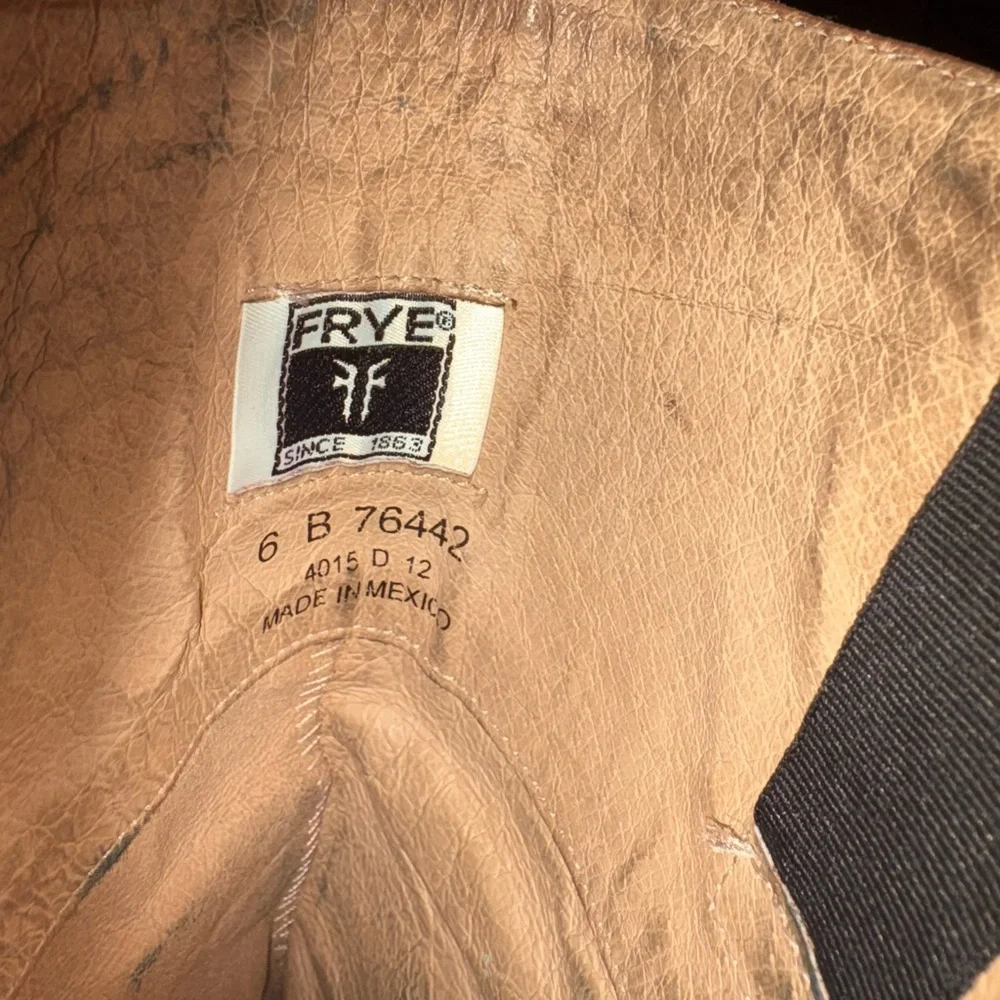 FRYE®
SINCE 1863
6 B 76442
4015 D 12
MADE IN MEXICO